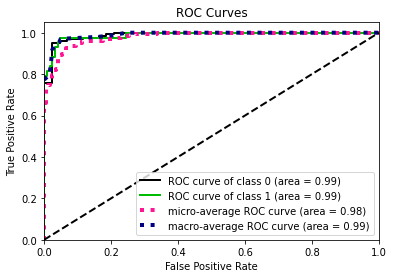 ROC Curves
True Positive Rate
1.0
0.8
0.6
0.4
0.2
0.0
ROC curve of class 0 (area = 0.99)
ROC curve of class 1 (area = 0.99)
micro-average ROC curve (area = 0.98)
macro-average ROC curve (area = 0.99)
0.0 0.2 0.4 0.6 0.8 1.0
False Positive Rate